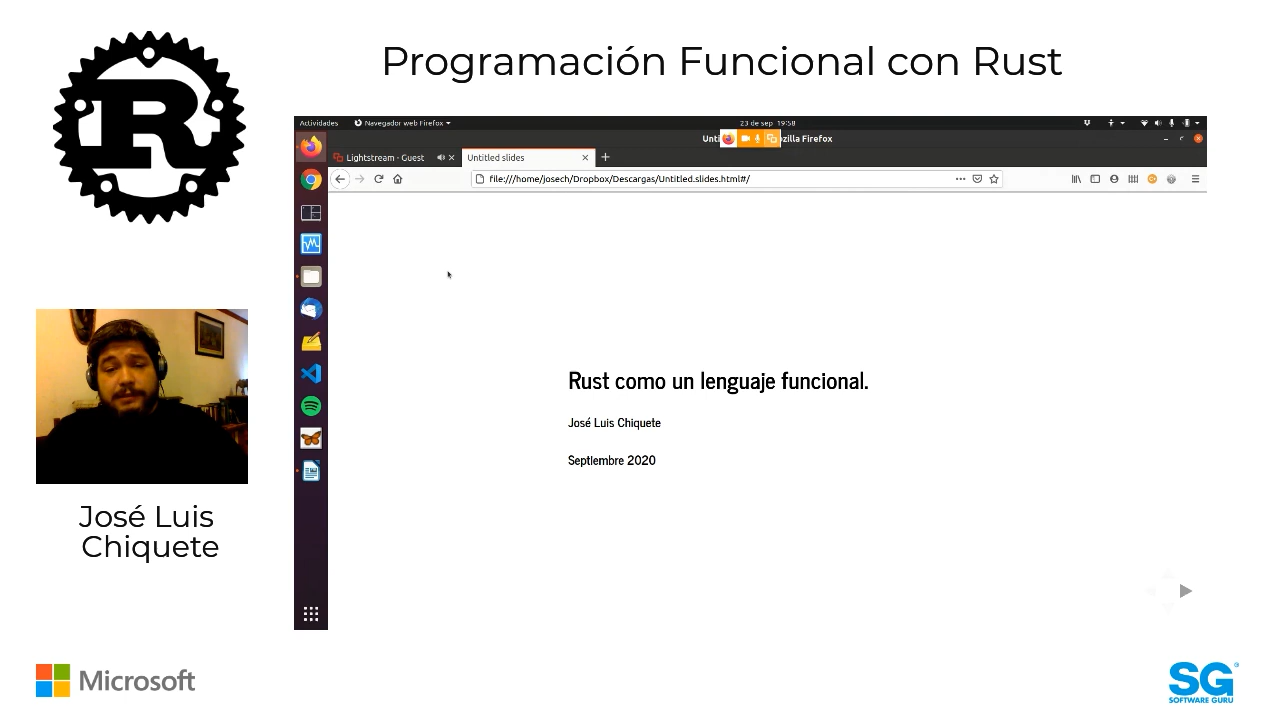 Programación Funcional con Rust
Actividades
Navegador web Firefox
23 de sep 19:58
Unti
zilla Firefox
Lightstream - Guest
Untitled slides
file:///home/josech/Dropbox/Descargas/Untitled.slides.html#/
Rust como un lenguaje funcional.
José Luis Chiquete
Septiembre 2020
José Luis
Chiquete
Microsoft
SG
SOFTWARE GURU
R